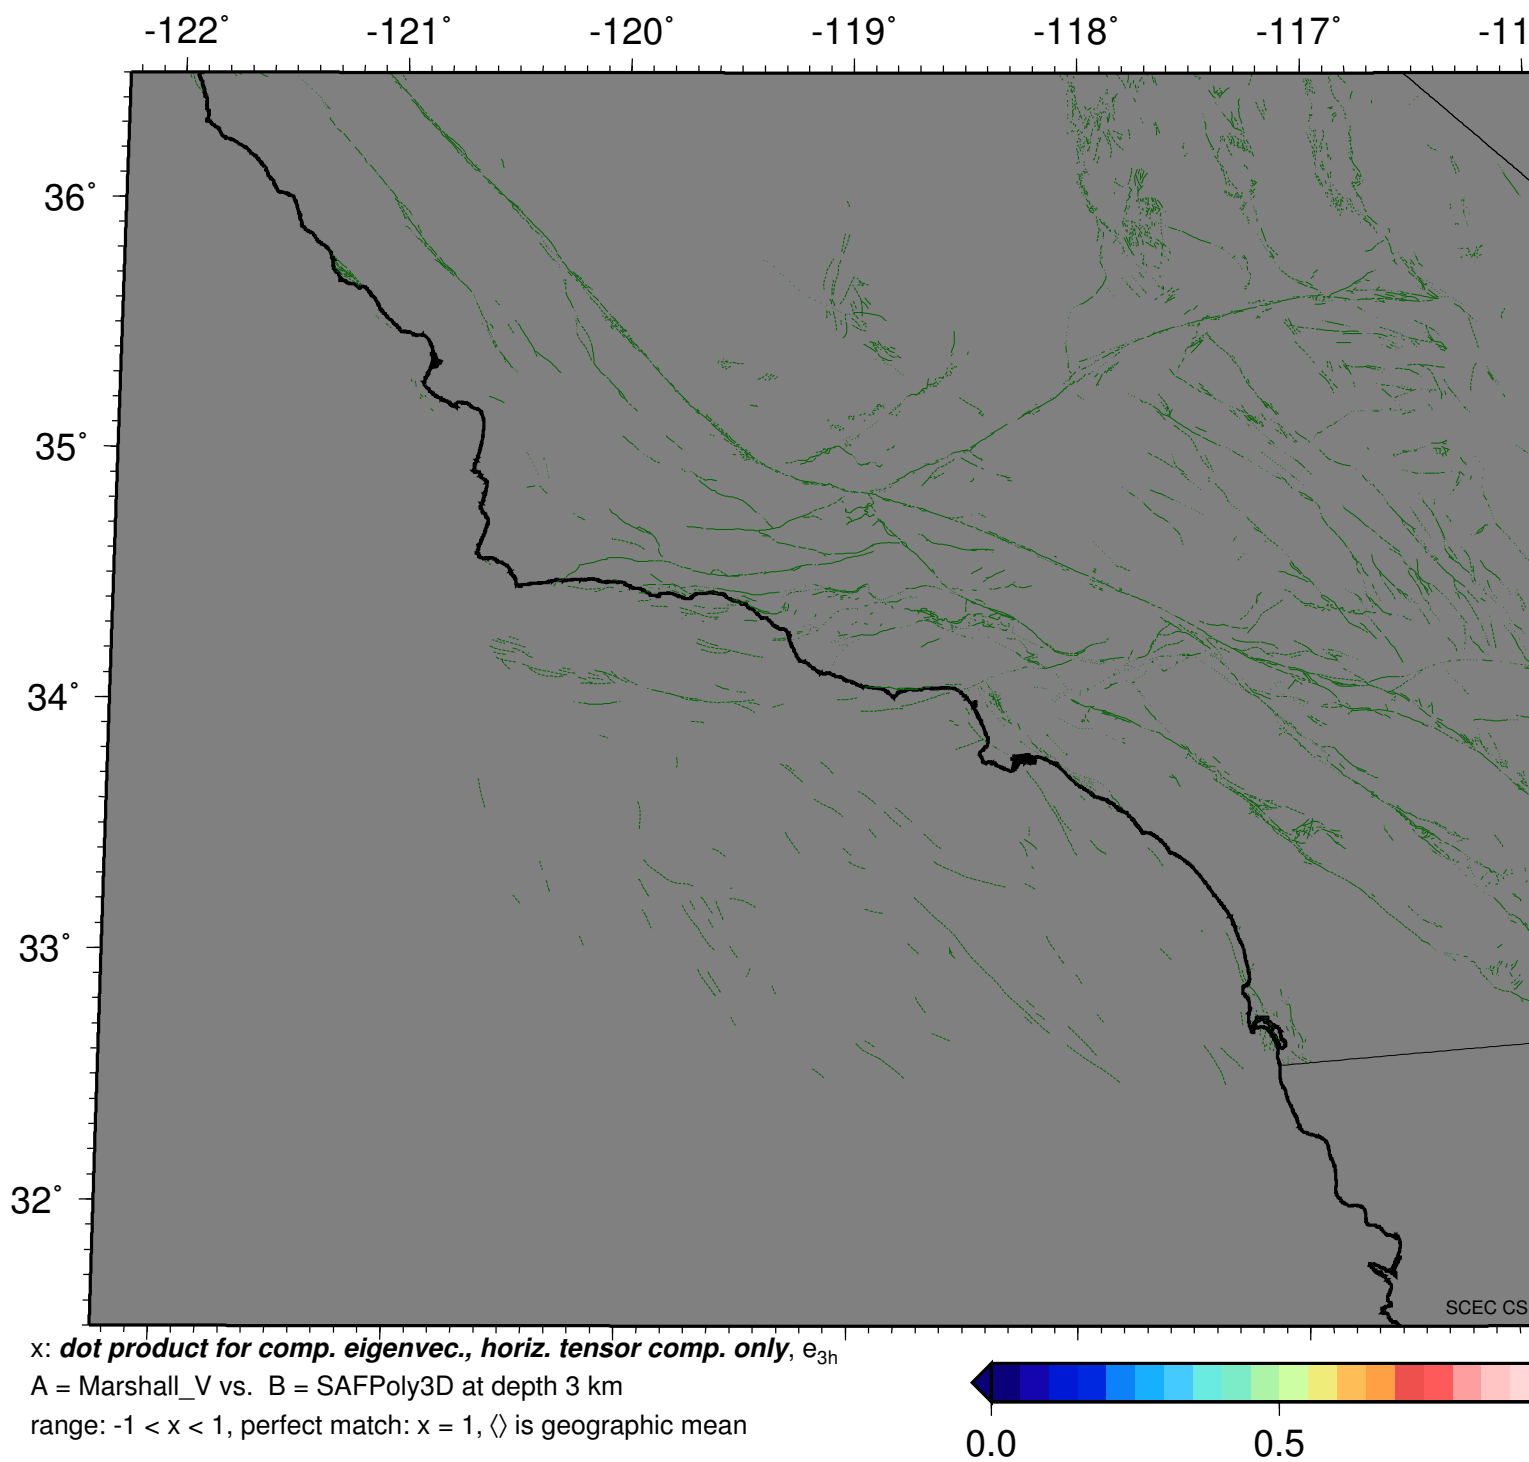 -122˚ -121˚ -120˚ -119˚ -118˚ -117˚ -11
36˚
35˚
34˚
33˚
32˚
SCEC CS
x: dot product for comp. eigenvec., horiz. tensor comp. only, e3h
A = Marshall_V vs. B = SAFPoly3D at depth 3 km
range: -1 < x < 1, perfect match: x = 1, ⟨⟩ is geographic mean
0.0 0.5